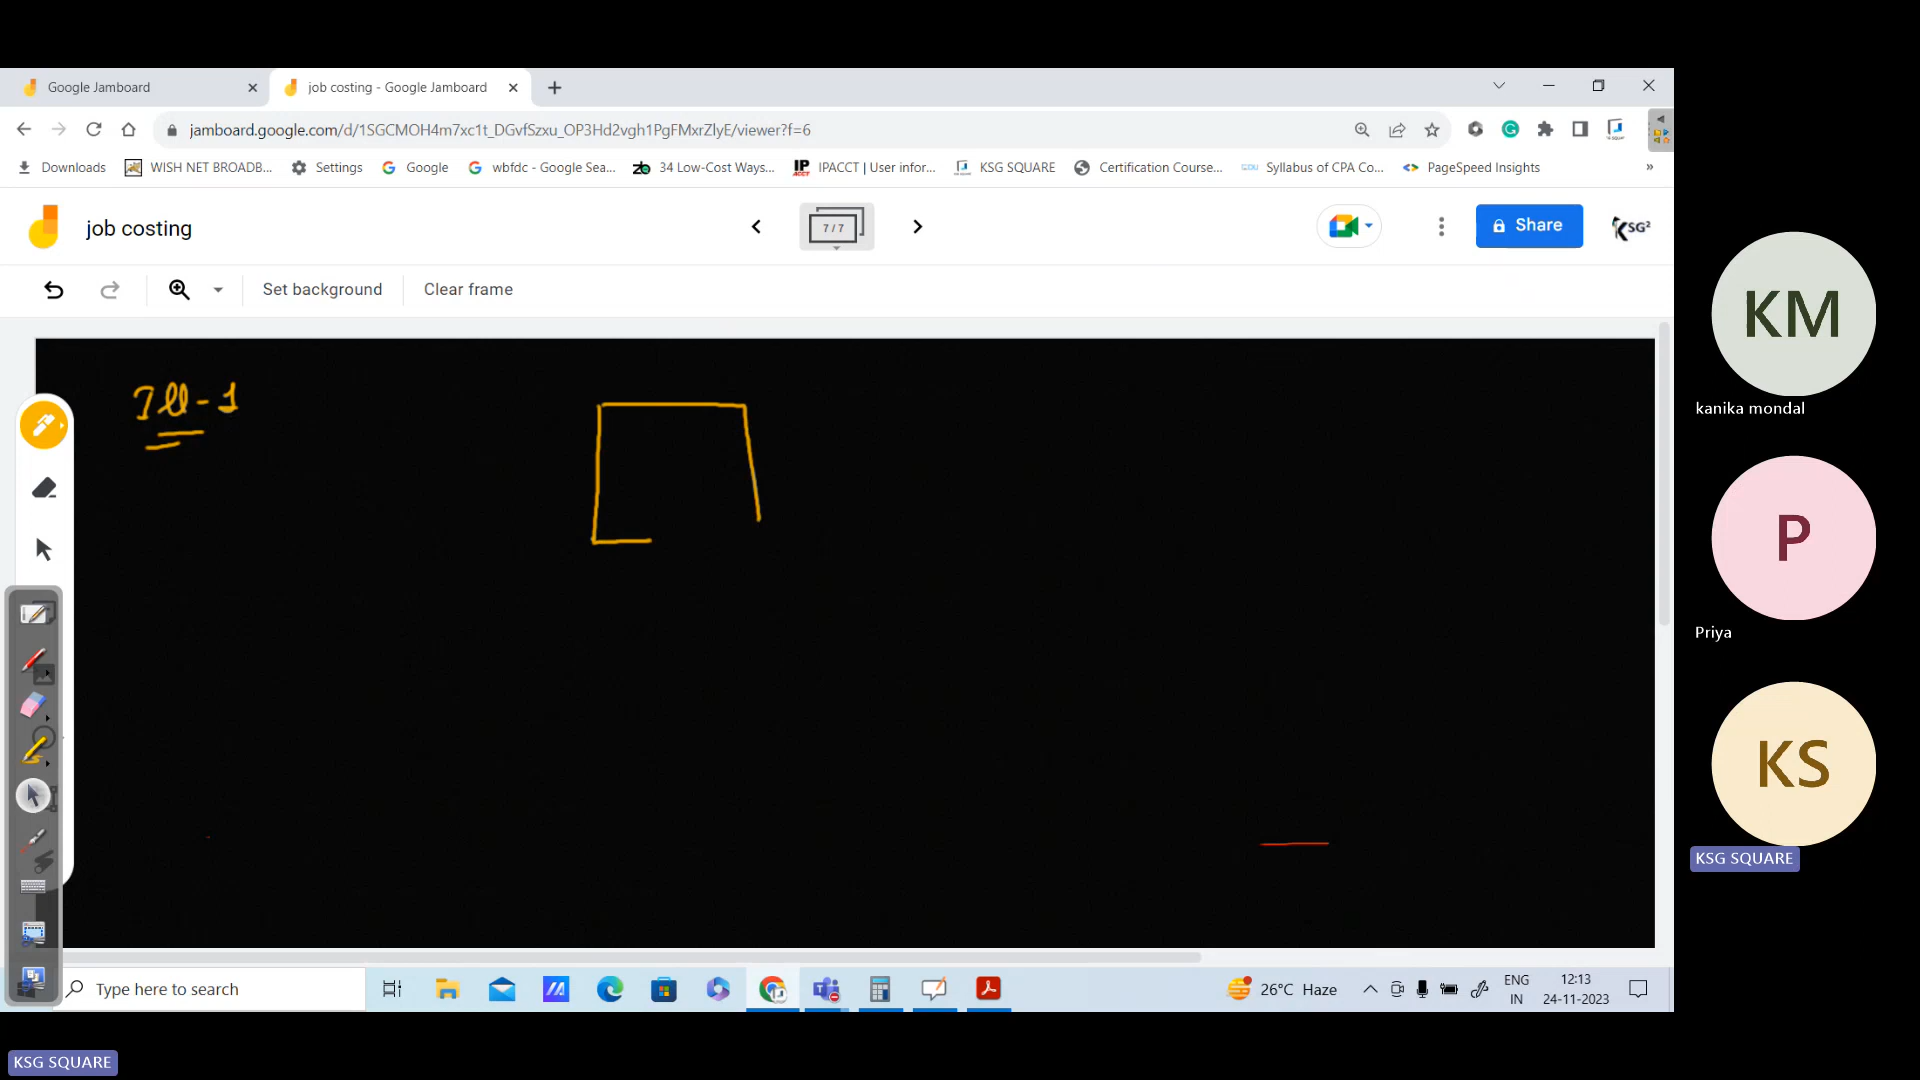 Google Jamboard
job costing - Google Jamboard
jamboard.google.com/d/1SGCMOH4m7xc1t_DGvfSzxu_OP3Hd2vgh1PgFMxrZlyE/viewer?f=6
Downloads
WISH NET BROADB...
Settings
Google
wbfdc - Google Sea...
34 Low-Cost Ways...
IPACCT | User infor...
KSG SQUARE
Certification Course...
Syllabus of CPA Co...
PageSpeed Insights
»
job costing
7 / 7
Share
KSG²
Set background
Clear frame
Ill - 1
KM
kanika mondal
P
Priya
KS
KSG SQUARE
Type here to search
26°C Haze
ENG
IN
12:13
24-11-2023
KSG SQUARE